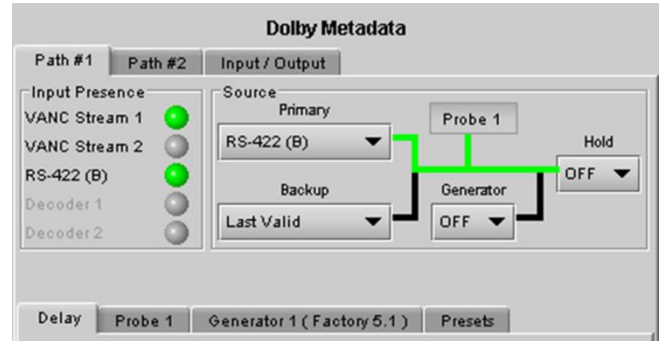 Dolby Metadata
Path #1 Path #2 Input / Output
Input Presence
VANC Stream 1
VANC Stream 2
RS-422 (B)
Decoder 1
Decoder 2
Source
Primary
RS-422 (B)
Probe 1
Hold
OFF
Backup
Last Valid
Generator
OFF
Delay Probe 1 Generator 1 ( Factory 5.1 ) Presets